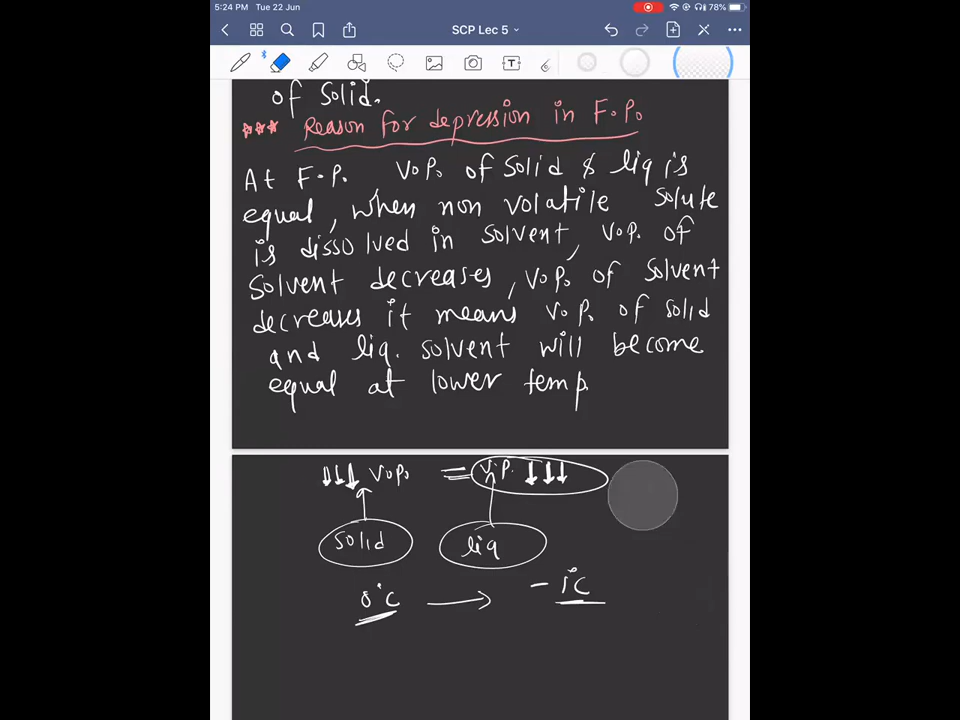 5:24 PM Tue 22 Jun
78%
SCP Lec 5
of Solid.
*** Reason for depression in F.P.
At F.P. V.P. of Solid & liq is
equal, when non volatile solute
is dissolved in solvent, V.P. of
solvent decreases, V.P. of solvent
decreases it means V.P. of solid
and liq. solvent will become
equal at lower temp.
↓↓↓ V.P. = V.P. ↓↓↓
solid liq
0°C → -1°C